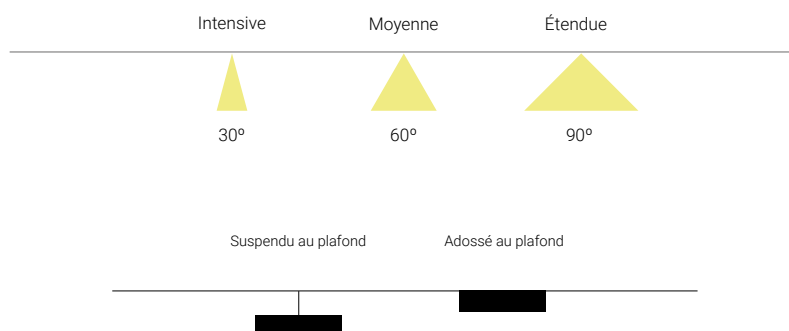 Intensive Moyenne Étendue
30º 60º 90º
Suspendu au plafond Adossé au plafond